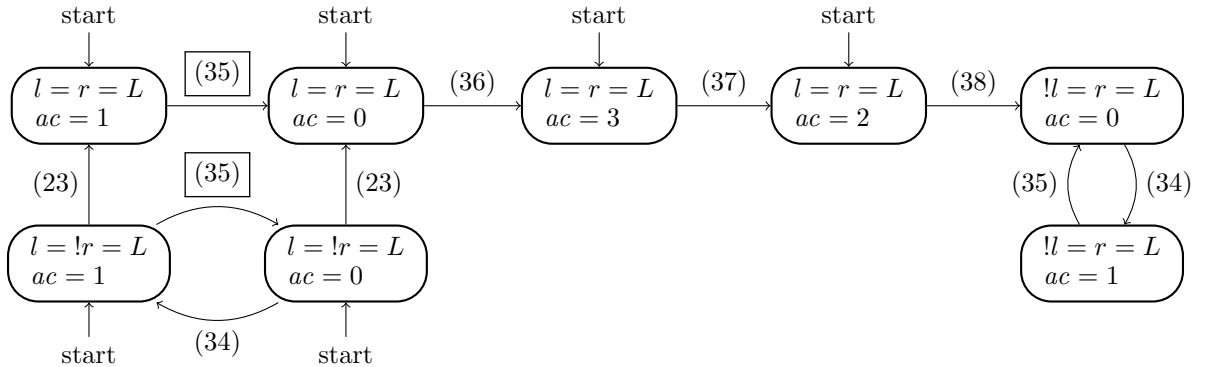 start
start
start
start
l = r = L
ac = 1
(35)
l = r = L
ac = 0
(36)
l = r = L
ac = 3
(37)
l = r = L
ac = 2
(38)
!l = r = L
ac = 0
(23)
(35)
(23)
(35)
(34)
l = !r = L
ac = 1
l = !r = L
ac = 0
!l = r = L
ac = 1
(34)
start
start